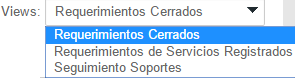 Views: Requerimientos Cerrados
Requerimientos Cerrados
Requerimientos de Servicios Registrados
Seguimiento Soportes